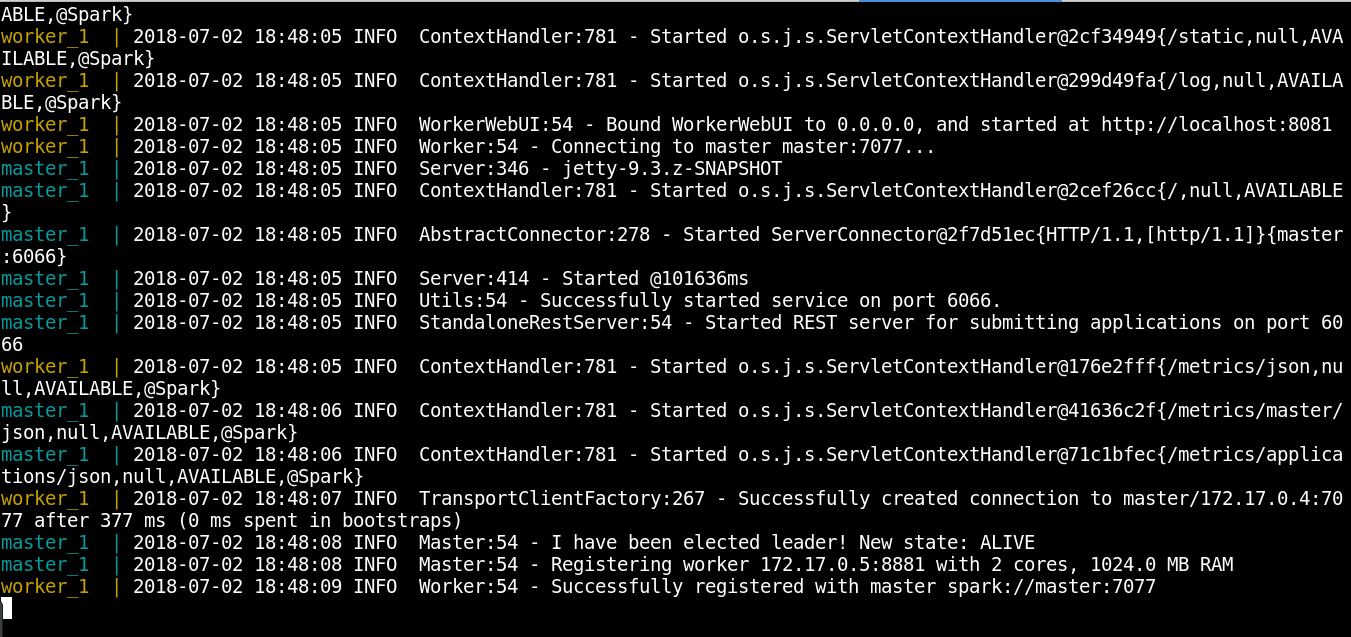 ABLE,@Spark}
worker_1  | 2018-07-02 18:48:05 INFO  ContextHandler:781 - Started o.s.j.s.ServletContextHandler@2cf34949{/static,null,AVA
ILABLE,@Spark}
worker_1  | 2018-07-02 18:48:05 INFO  ContextHandler:781 - Started o.s.j.s.ServletContextHandler@299d49fa{/log,null,AVAILA
BLE,@Spark}
worker_1  | 2018-07-02 18:48:05 INFO  WorkerWebUI:54 - Bound WorkerWebUI to 0.0.0.0, and started at http://localhost:8081
worker_1  | 2018-07-02 18:48:05 INFO  Worker:54 - Connecting to master master:7077...
master_1  | 2018-07-02 18:48:05 INFO  Server:346 - jetty-9.3.z-SNAPSHOT
master_1  | 2018-07-02 18:48:05 INFO  ContextHandler:781 - Started o.s.j.s.ServletContextHandler@2cef26cc{/,null,AVAILABLE
}
master_1  | 2018-07-02 18:48:05 INFO  AbstractConnector:278 - Started ServerConnector@2f7d51ec{HTTP/1.1,[http/1.1]}{master
:6066}
master_1  | 2018-07-02 18:48:05 INFO  Server:414 - Started @101636ms
master_1  | 2018-07-02 18:48:05 INFO  Utils:54 - Successfully started service on port 6066.
master_1  | 2018-07-02 18:48:05 INFO  StandaloneRestServer:54 - Started REST server for submitting applications on port 60
66
worker_1  | 2018-07-02 18:48:05 INFO  ContextHandler:781 - Started o.s.j.s.ServletContextHandler@176e2fff{/metrics/json,nu
ll,AVAILABLE,@Spark}
master_1  | 2018-07-02 18:48:06 INFO  ContextHandler:781 - Started o.s.j.s.ServletContextHandler@41636c2f{/metrics/master/
json,null,AVAILABLE,@Spark}
master_1  | 2018-07-02 18:48:06 INFO  ContextHandler:781 - Started o.s.j.s.ServletContextHandler@71c1bfec{/metrics/applica
tions/json,null,AVAILABLE,@Spark}
worker_1  | 2018-07-02 18:48:07 INFO  TransportClientFactory:267 - Successfully created connection to master/172.17.0.4:70
77 after 377 ms (0 ms spent in bootstraps)
master_1  | 2018-07-02 18:48:08 INFO  Master:54 - I have been elected leader! New state: ALIVE
master_1  | 2018-07-02 18:48:08 INFO  Master:54 - Registering worker 172.17.0.5:8881 with 2 cores, 1024.0 MB RAM
worker_1  | 2018-07-02 18:48:09 INFO  Worker:54 - Successfully registered with master spark://master:7077